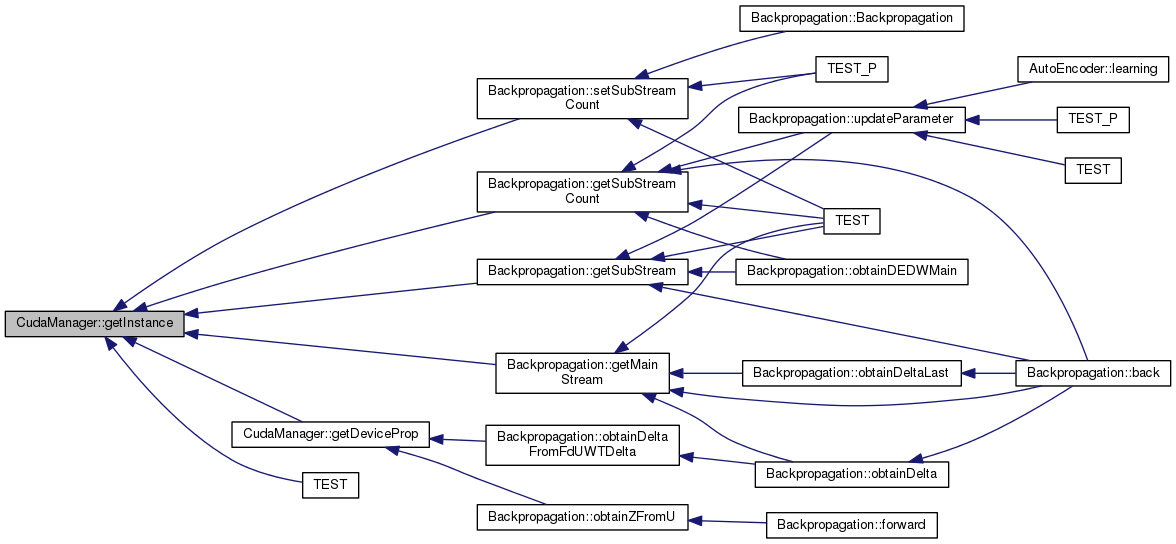 Backpropagation::Backpropagation
TEST_P
AutoEncoder::learning
Backpropagation::setSubStream
Count
Backpropagation::updateParameter
TEST_P
TEST
Backpropagation::getSubStream
Count
TEST
Backpropagation::getSubStream
Backpropagation::obtainDEDWMain
CudaManager::getInstance
Backpropagation::getMain
Stream
Backpropagation::obtainDeltaLast
Backpropagation::back
CudaManager::getDeviceProp
Backpropagation::obtainDelta
FromFdUWTDelta
Backpropagation::obtainDelta
TEST
Backpropagation::obtainZFromU
Backpropagation::forward